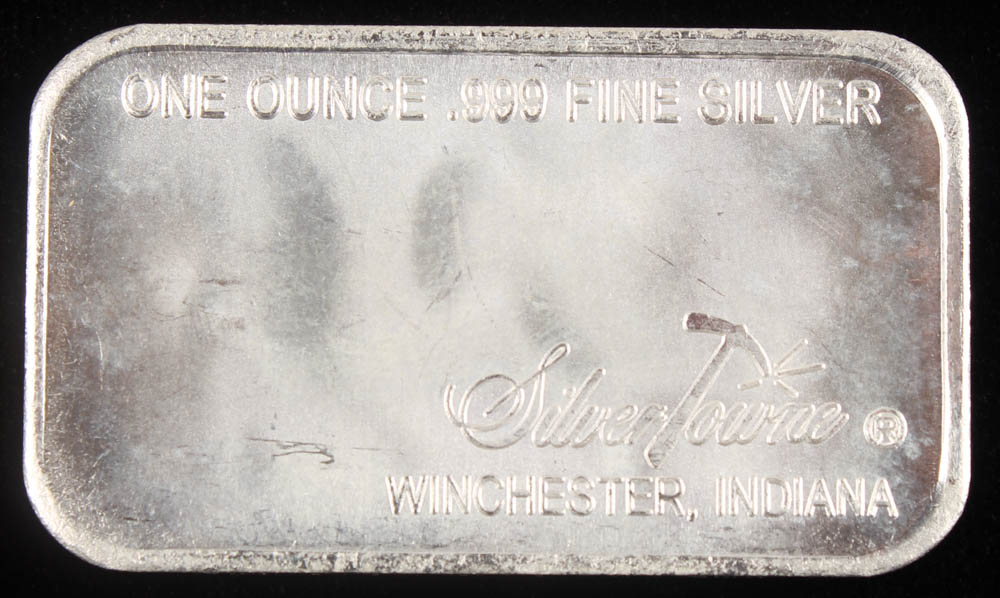 ONE OUNCE .999 FINE SILVER
SilverTowne ®
WINCHESTER, INDIANA